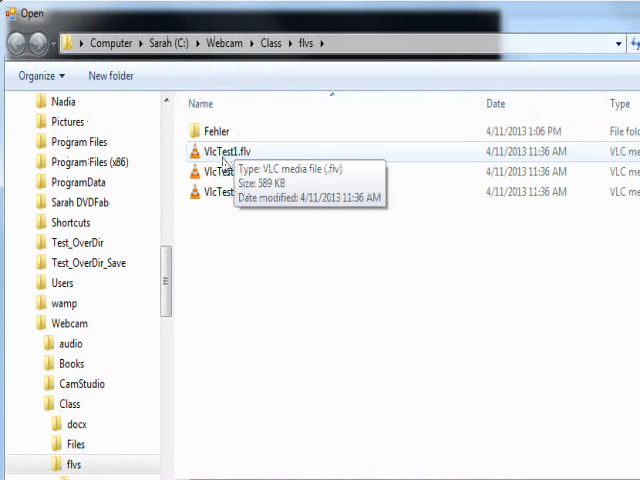 Open
Computer Sarah (C:) Webcam Class flvs
Organize New folder
Nadia
Pictures
Program Files
Program Files (x86)
ProgramData
Sarah DVDFab
Shortcuts
Test_OverDir
Test_OverDir_Save
Users
wamp
Webcam
audio
Books
CamStudio
Class
docx
Files
flvs
Name Date Type
Fehler 4/11/2013 1:06 PM File fold
VlcTest1.flv 4/11/2013 11:36 AM VLC me
VlcTest 4/11/2013 11:36 AM VLC me
VlcTest 4/11/2013 11:36 AM VLC me
Type: VLC media file (.flv)
Size: 589 KB
Date modified: 4/11/2013 11:36 AM